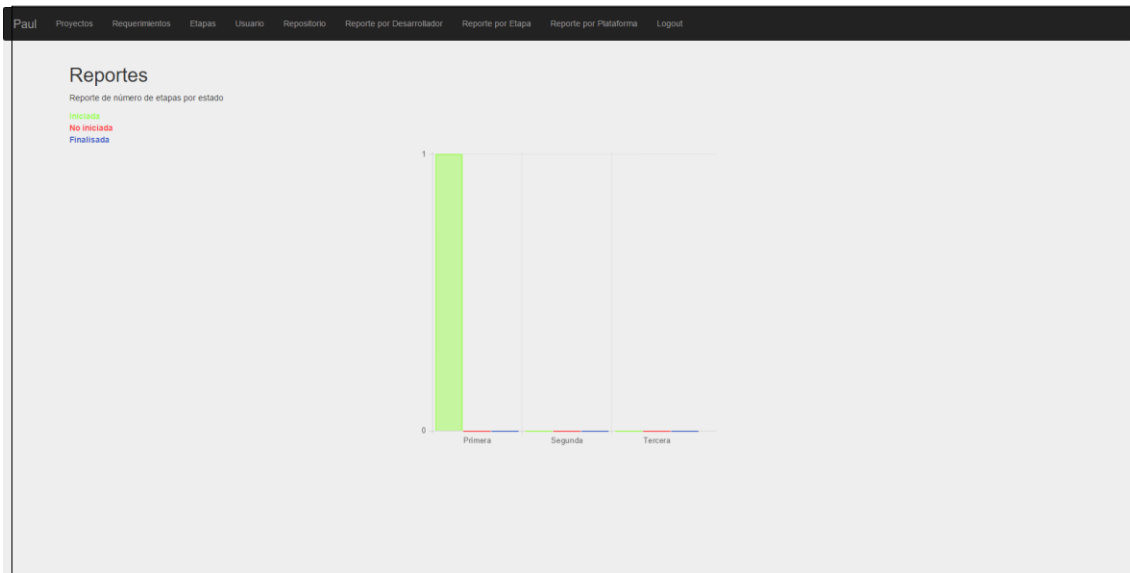 Paul Proyectos Requerimientos Etapas Usuario Repositorio Reporte por Desarrollador Reporte por Etapa Reporte por Plataforma Logout
Reportes
Reporte de número de etapas por estado
Iniciada
No iniciada
Finalisada
1
0
Primera Segunda Tercera